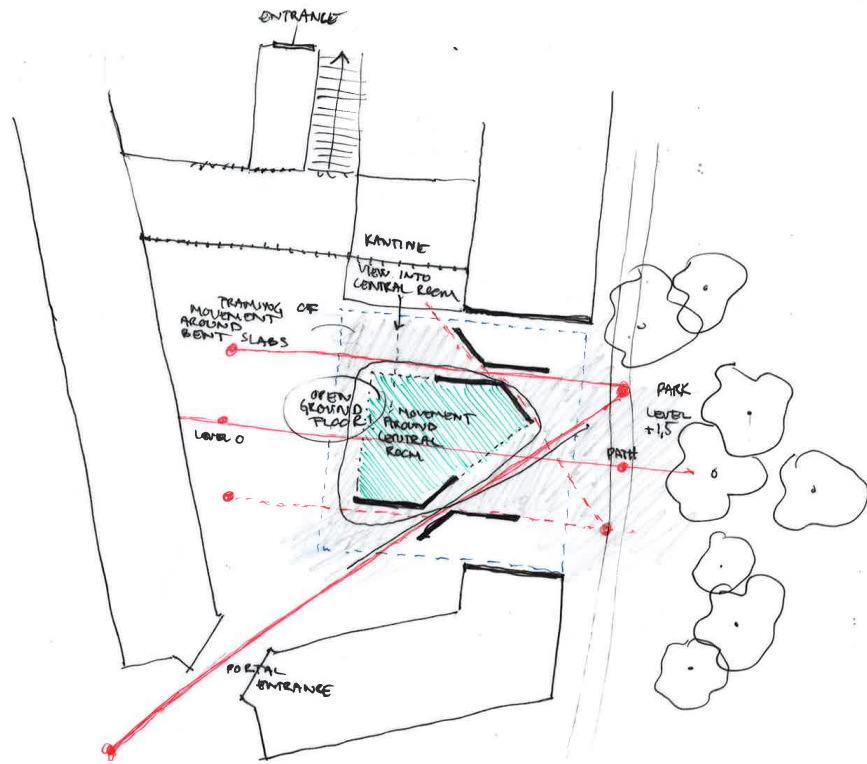 ENTRANCE
KANTINE
VIEW INTO
CENTRAL ROOM
FRAMING OF
MOVEMENT
AROUND
BENT SLABS
OPEN
GROUND
FLOOR!
MOVEMENT
AROUND
CENTRAL
ROOM
LEVEL 0
PARK
LEVEL
+1,5
PATH
PORTAL
ENTRANCE